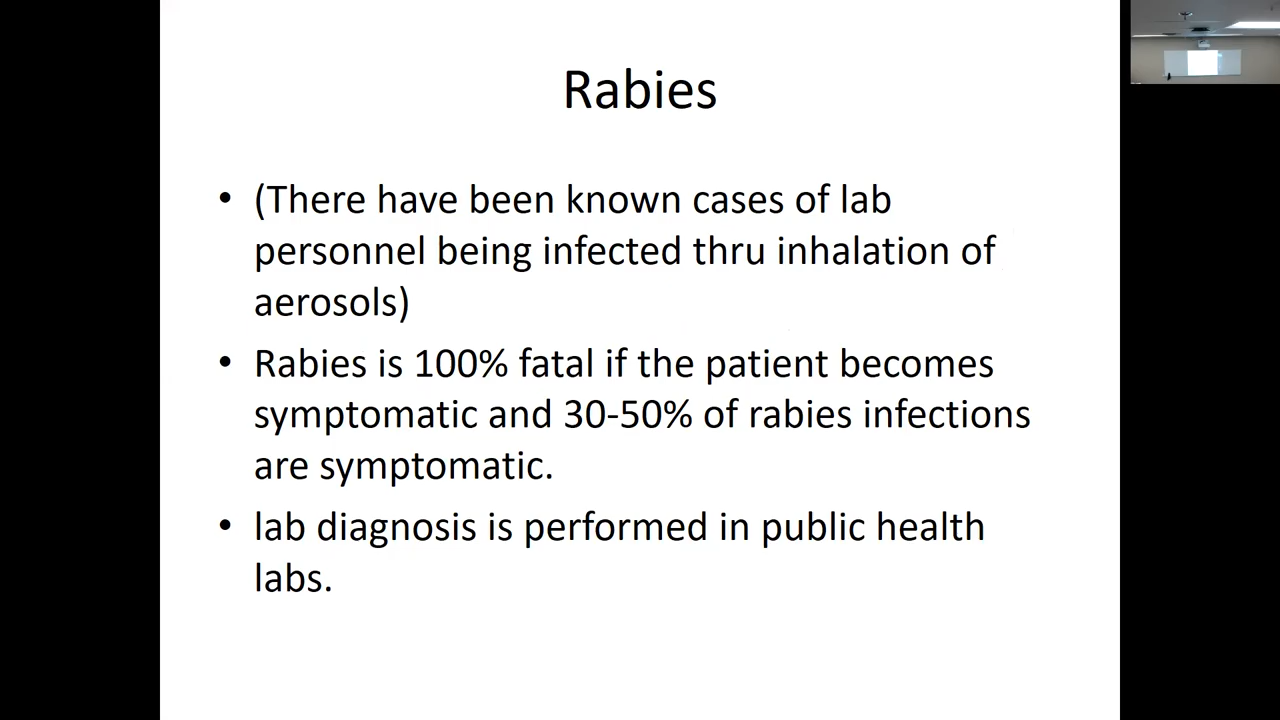 Rabies
• (There have been known cases of lab
personnel being infected thru inhalation of
aerosols)
• Rabies is 100% fatal if the patient becomes
symptomatic and 30-50% of rabies infections
are symptomatic.
• lab diagnosis is performed in public health
labs.